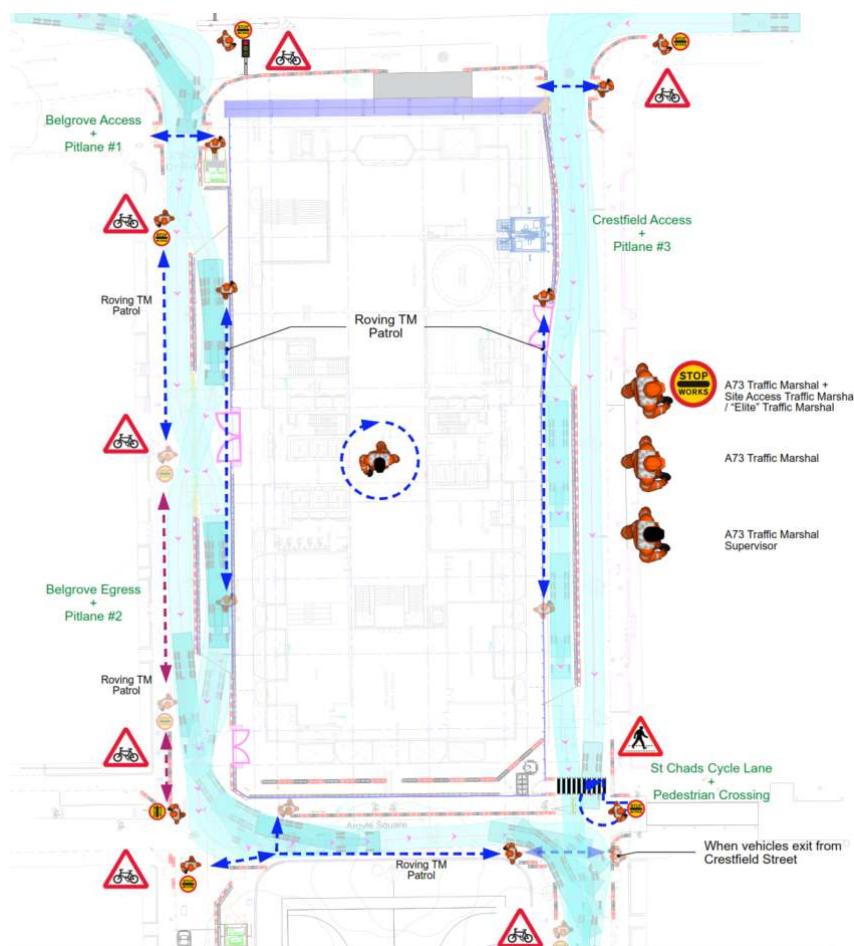 Belgrove Access
+
Pitlane #1
Crestfield Access
+
Pitlane #3
Roving TM
Patrol
Roving TM
Patrol
STOP
WORKS
A73 Traffic Marshal +
Site Access Traffic Marsha
/ "Elite" Traffic Marshal
A73 Traffic Marshal
A73 Traffic Marshal
Supervisor
Belgrove Egress
+
Pitlane #2
Roving TM
Patrol
St Chads Cycle Lane
+
Pedestrian Crossing
Argyle Square
When vehicles exit from
Crestfield Street
Roving TM
Patrol